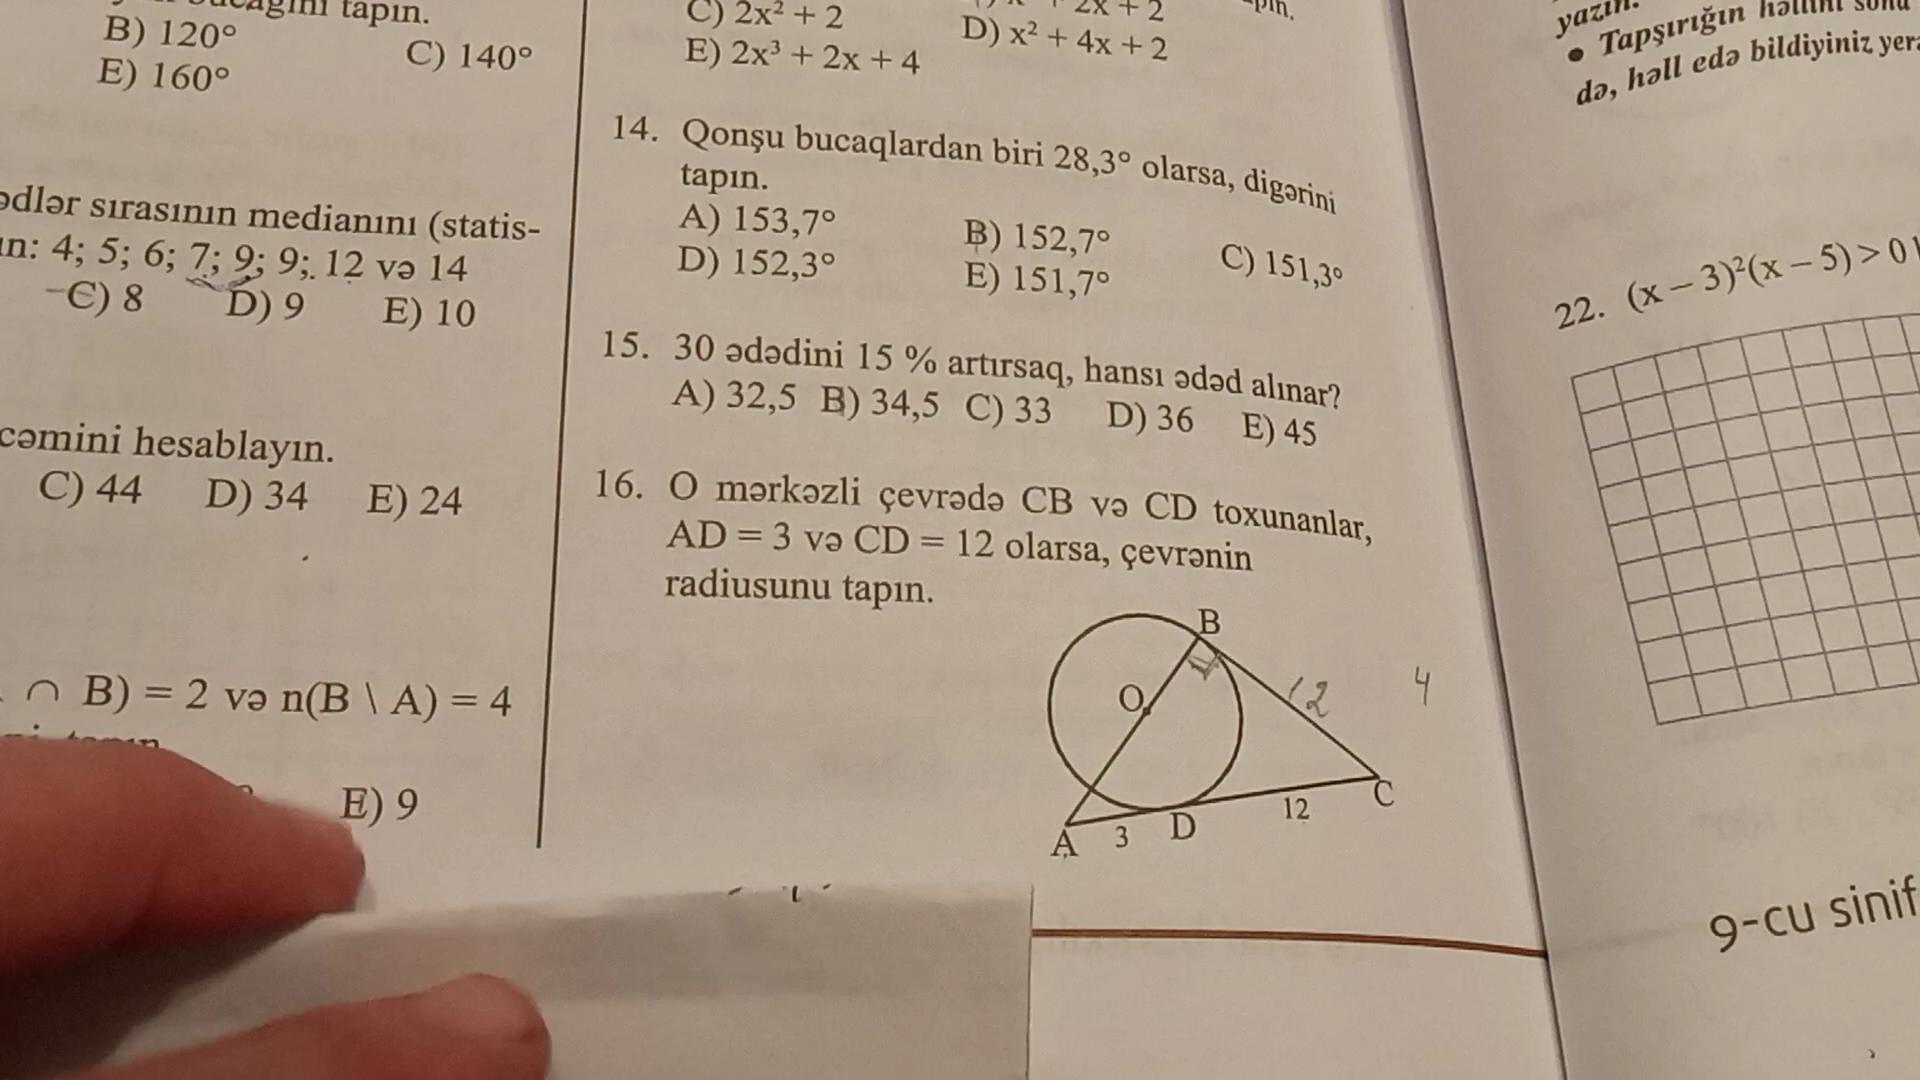 tapın.
B) 120°
C) 140°
E) 160°
sırasının medianını (statis-
4; 5; 6; 7; 9; 9; 12 və 14
C) 8 D) 9 E) 10
cəmini hesablayın.
C) 44 D) 34 E) 24
∩ B) = 2 və n(B \ A) = 4
E) 9
C) 2x² + 2
D) x² + 4x + 2
E) 2x³ + 2x + 4
14. Qonşu bucaqlardan biri 28,3° olarsa, digərini
tapın.
A) 153,7° B) 152,7° C) 151,3°
D) 152,3° E) 151,7°
15. 30 ədədini 15 % artırsaq, hansı ədəd alınar?
A) 32,5 B) 34,5 C) 33 D) 36 E) 45
16. O mərkəzli çevrədə CB və CD toxunanlar,
AD = 3 və CD = 12 olarsa, çevrənin
radiusunu tapın.
B
O
12
4
C
12
D
3
A
yazın.
• Tapşırığın həllini sona
də, həll edə bildiyiniz
22. (x – 3)²(x – 5) > 0
9-cu sinif